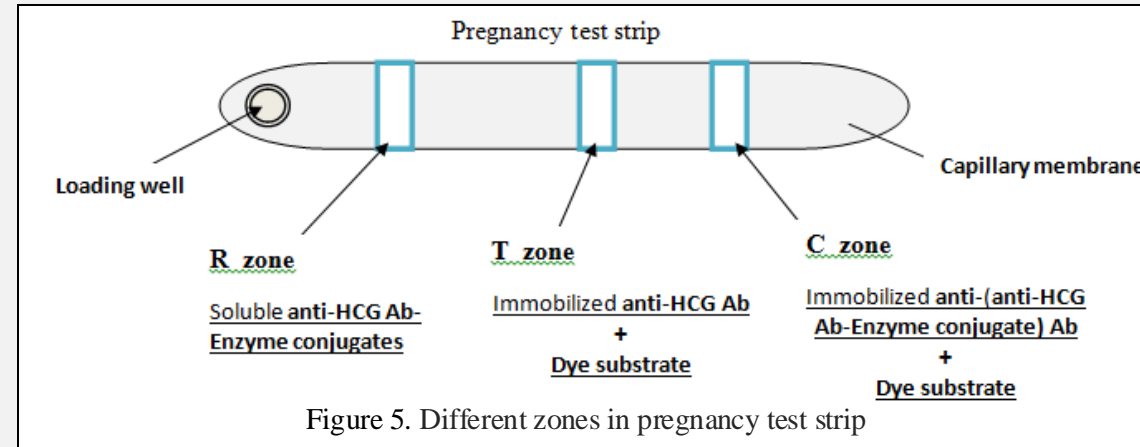 Pregnancy test strip
Loading well
Capillary membrane
R zone
Soluble anti-HCG Ab-
Enzyme conjugates
T zone
Immobilized anti-HCG Ab
+
Dye substrate
C zone
Immobilized anti-(anti-HCG
Ab-Enzyme conjugate) Ab
+
Dye substrate
Figure 5. Different zones in pregnancy test strip